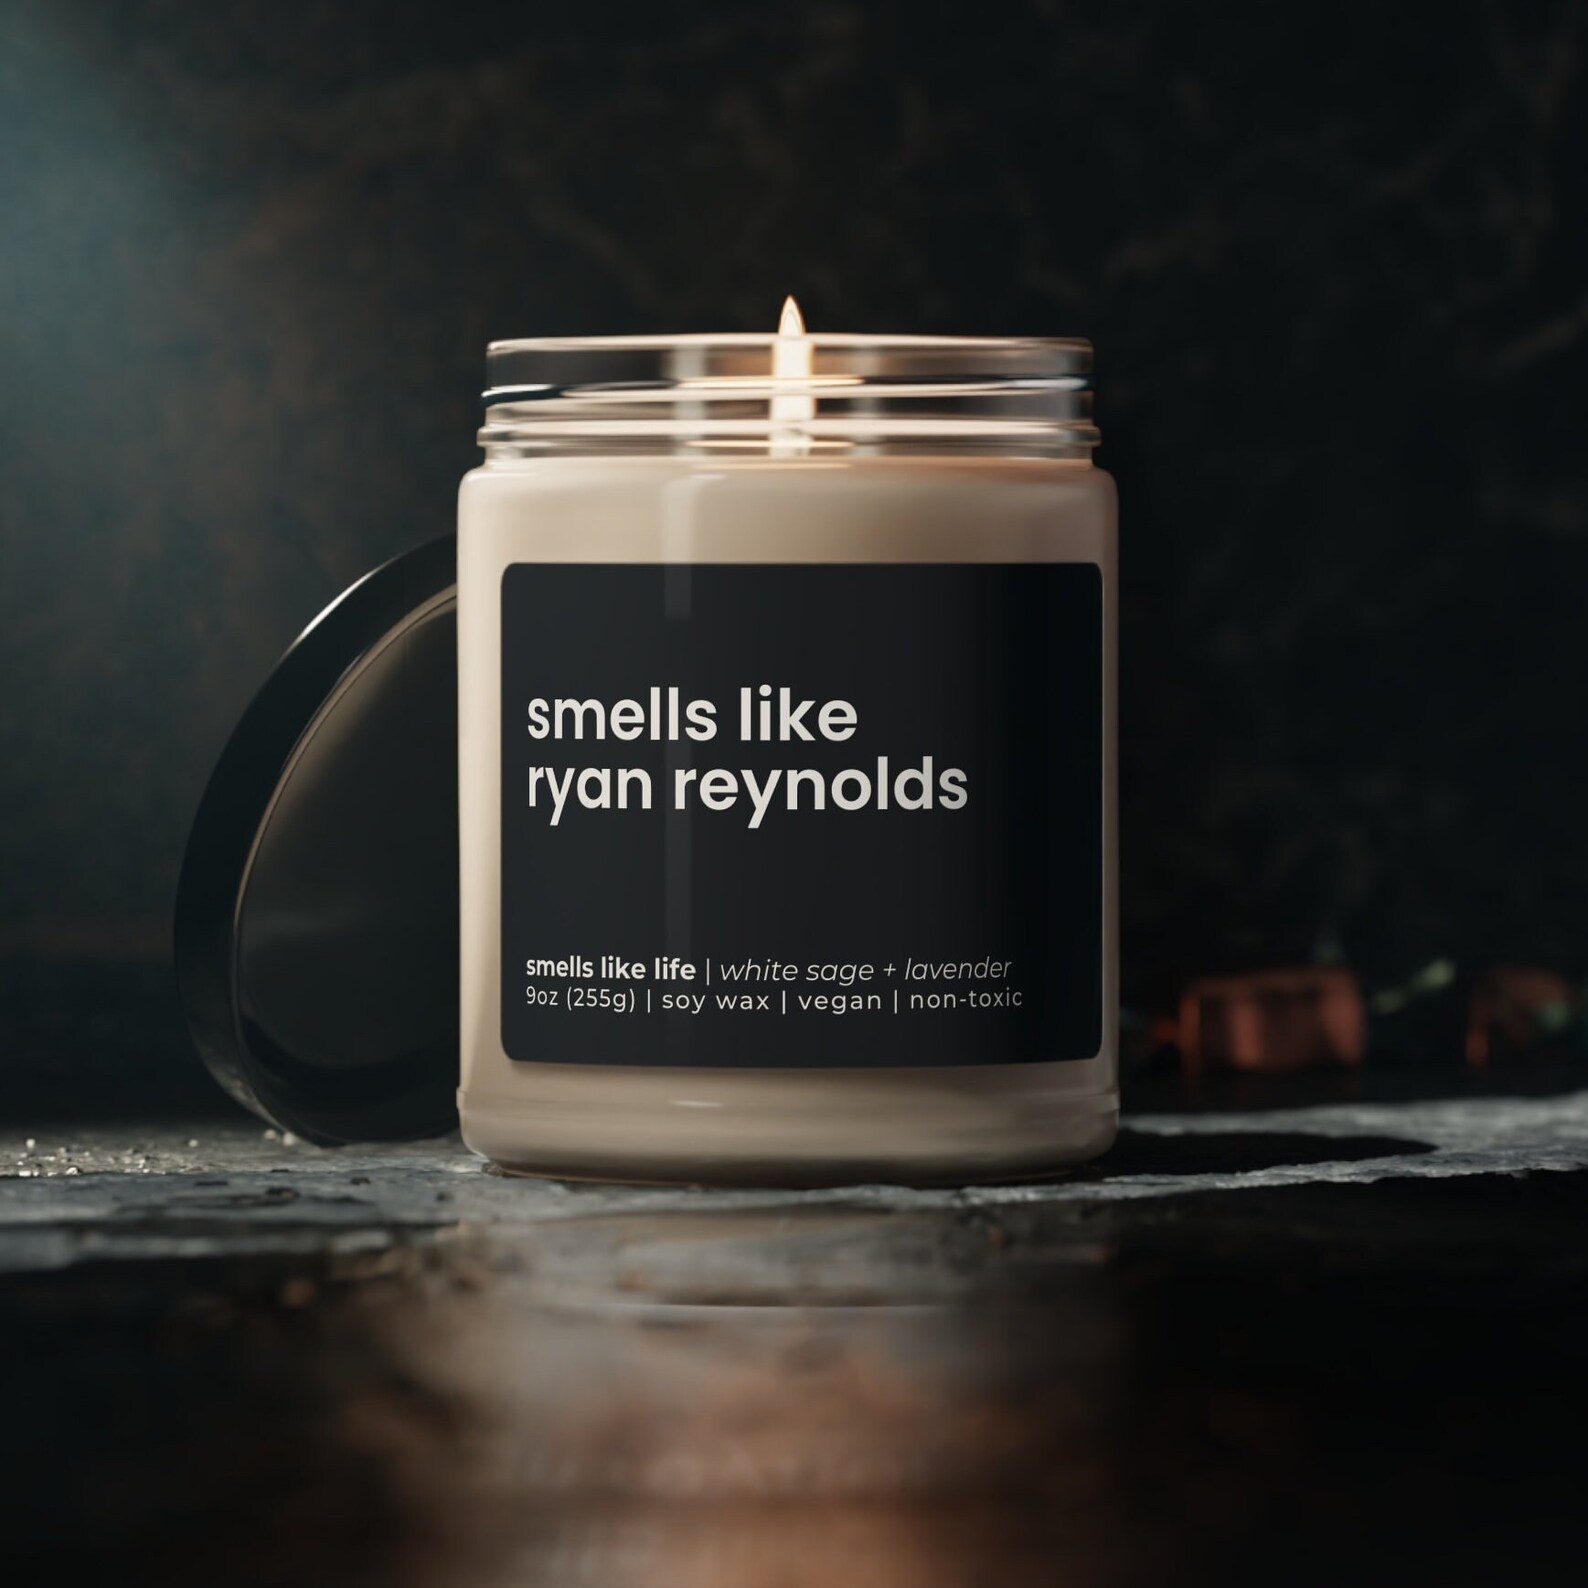 smells like
ryan reynolds
smells like life | white sage + lavender
9oz (255g) | soy wax | vegan | non-toxic